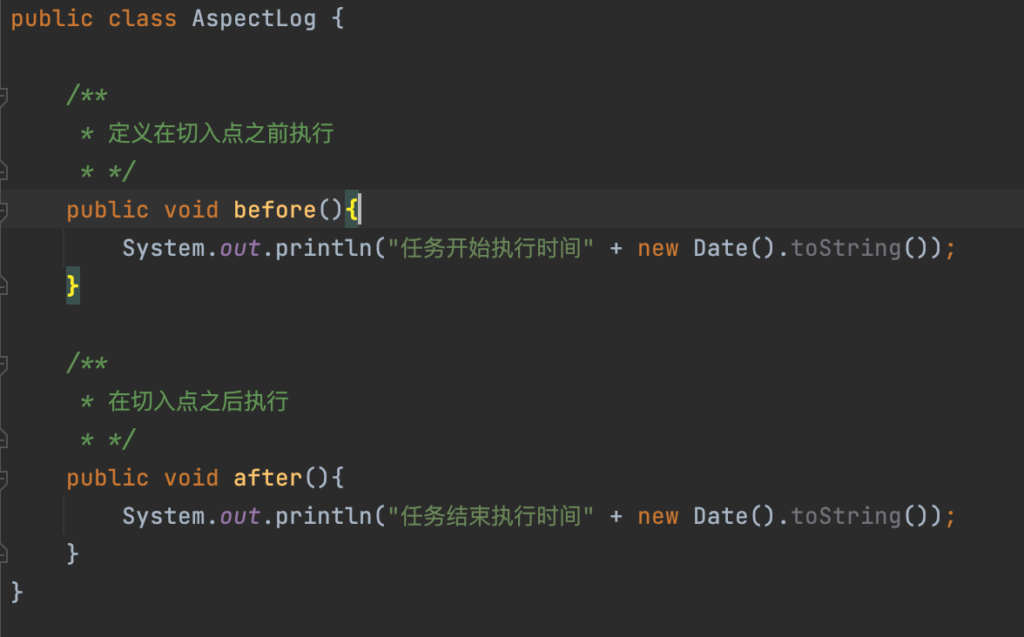 public class AspectLog {
/**
* 定义在切入点之前执行
* */
public void before(){
System.out.println("任务开始执行时间" + new Date().toString());
}
/**
* 在切入点之后执行
* */
public void after(){
System.out.println("任务结束执行时间" + new Date().toString());
}
}